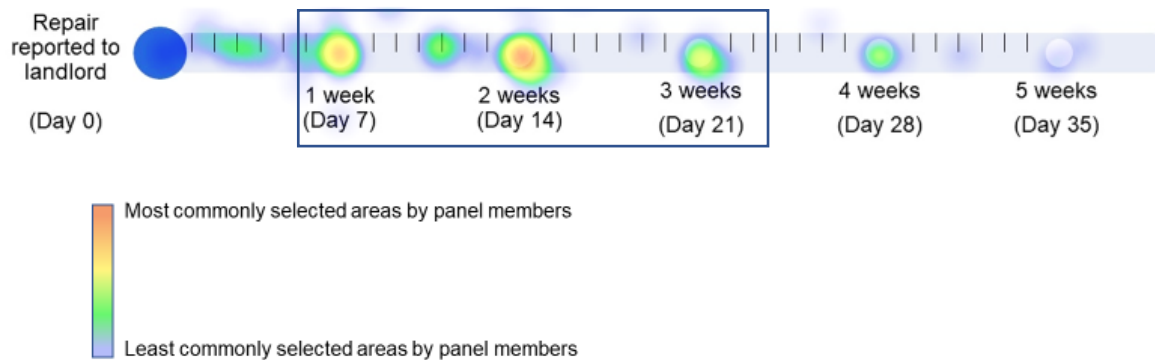 Repair
reported to
landlord
(Day 0)
1 week
(Day 7)
2 weeks
(Day 14)
3 weeks
(Day 21)
4 weeks
(Day 28)
5 weeks
(Day 35)
Most commonly selected areas by panel members
Least commonly selected areas by panel members